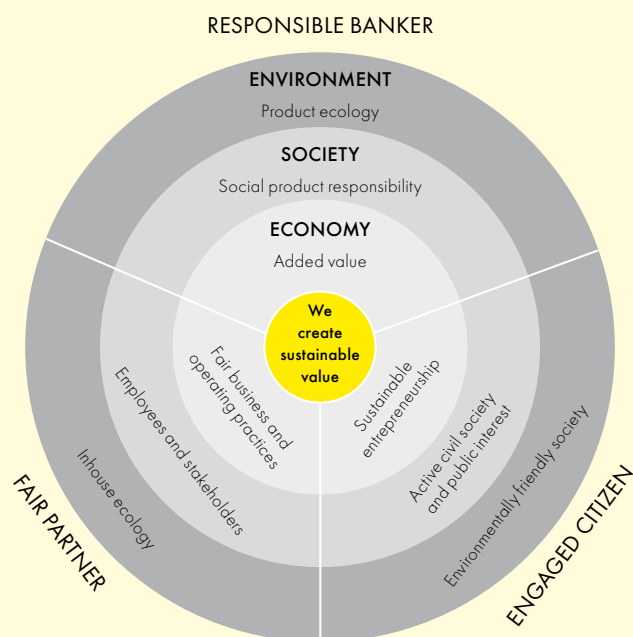 RESPONSIBLE BANKER
ENVIRONMENT
Product ecology
SOCIETY
Social product responsibility
ECONOMY
Added value
We
create
sustainable
value
Fair business and
operating practices
Employees and stakeholders
Inhouse ecology
FAIR PARTNER
Sustainable
entrepreneurship
Active civil society
and public interest
Environmentally friendly society
ENGAGED CITIZEN